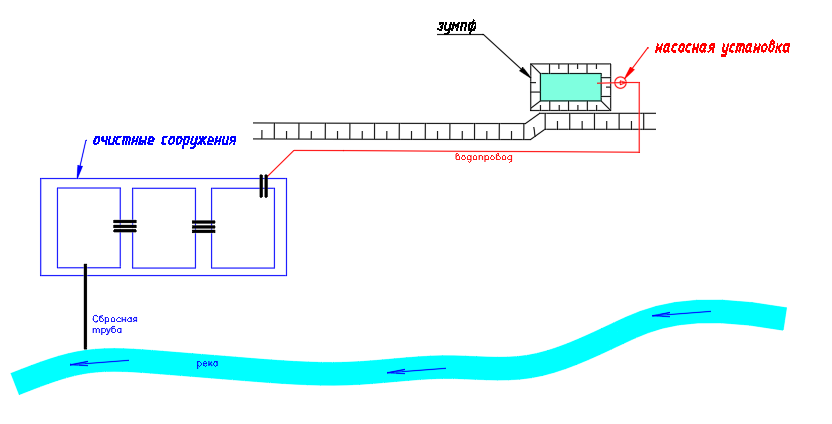 зумпф
насосная установка
очистные сооружения
водопровод
Сбросная
труба
река